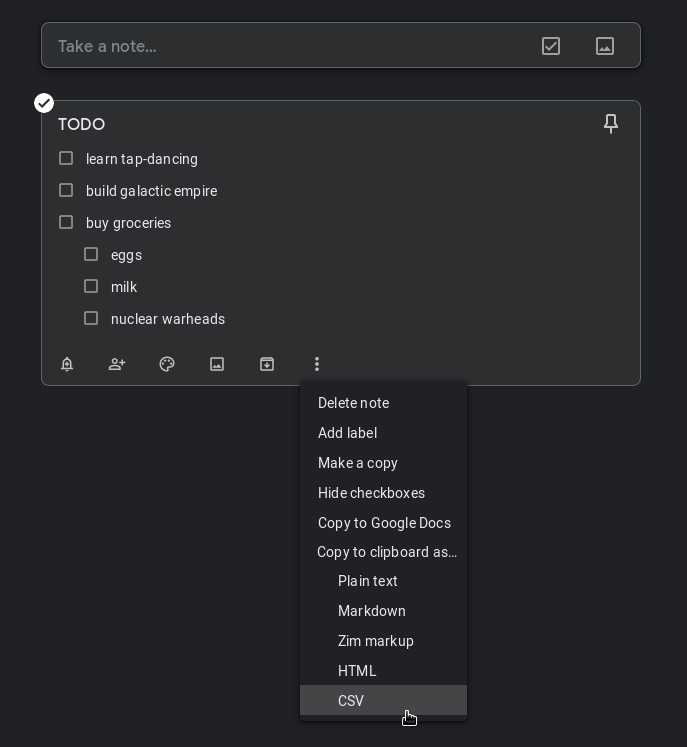 Take a note…
TODO
learn tap-dancing
build galactic empire
buy groceries
eggs
milk
nuclear warheads
Delete note
Add label
Make a copy
Hide checkboxes
Copy to Google Docs
Copy to clipboard as…
Plain text
Markdown
Zim markup
HTML
CSV